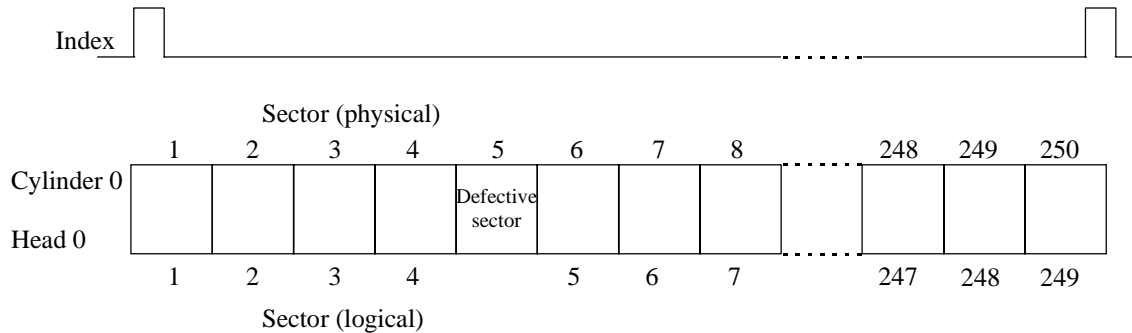 Index
Sector (physical)
1 2 3 4 5 6 7 8 248 249 250
Cylinder 0
Defective
sector
Head 0
1 2 3 4 5 6 7 247 248 249
Sector (logical)